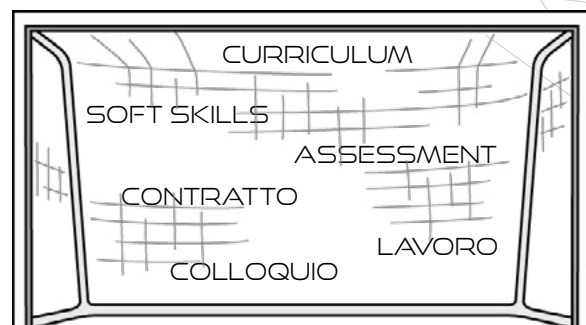 CURRICULUM
SOFT SKILLS
ASSESSMENT
CONTRATTO
LAVORO
COLLOQUIO